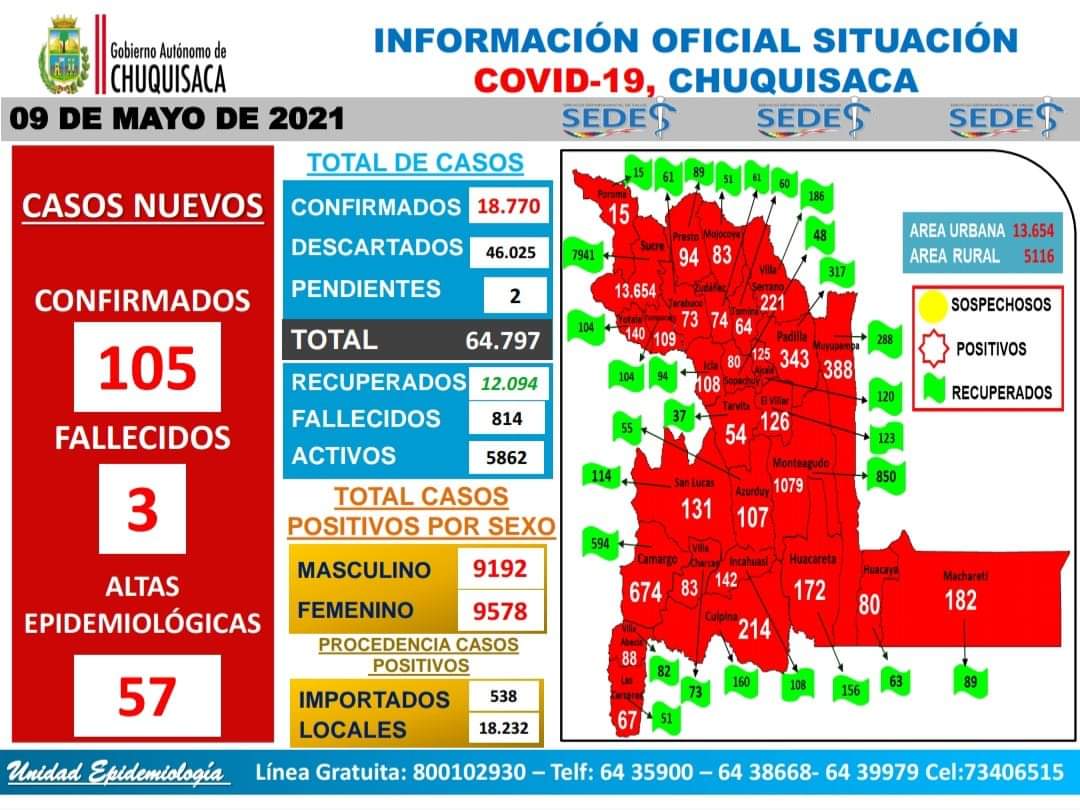 Gobierno Autónomo de
CHUQUISACA
INFORMACIÓN OFICIAL SITUACIÓN
COVID-19, CHUQUISACA
09 DE MAYO DE 2021
SEDES
SEDES
SEDES
CASOS NUEVOS
CONFIRMADOS
105
FALLECIDOS
3
ALTAS
EPIDEMIOLÓGICAS
57
TOTAL DE CASOS
CONFIRMADOS 18.770
DESCARTADOS 46.025
PENDIENTES 2
TOTAL 64.797
RECUPERADOS 12.094
FALLECIDOS 814
ACTIVOS 5862
TOTAL CASOS
POSITIVOS POR SEXO
MASCULINO 9192
FEMENINO 9578
PROCEDENCIA CASOS
POSITIVOS
IMPORTADOS 538
LOCALES 18.232
AREA URBANA 13.654
AREA RURAL 5116
SOSPECHOSOS
POSITIVOS
RECUPERADOS
15
61
89
51
61
60
186
48
317
7941
104
104
94
37
55
114
594
288
120
123
850
82
51
73
160
108
156
63
89
Poroma
15
Sucre
13.654
Presto
94
Mojocoya
83
Villa
Serrano
221
Zudáñez
74
Tarabuco
73
Tomina
64
Yotala
140
109
Icla
108
Sopachuy
80
Alcalá
125
Padilla
343
Muyupampa
388
Tarvita
54
El Villar
126
Monteagudo
1079
San Lucas
131
Azurduy
107
Camargo
674
Villa
Charcas
83
Incahuasi
142
Huacareta
172
Huacaya
80
Machareti
182
Culpina
214
Villa
Abecia
88
Las
Carreras
67
Unidad Epidemiología
Línea Gratuita: 800102930 – Telf: 64 35900 – 64 38668- 64 39979 Cel:73406515